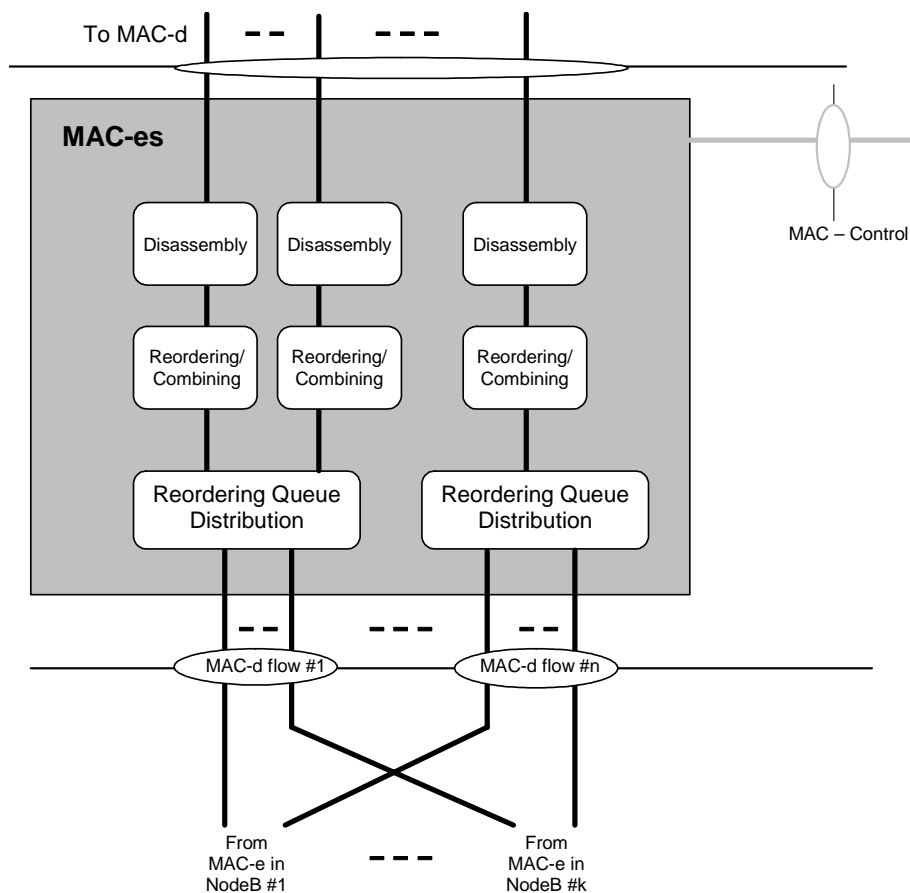 To MAC-d
MAC-es
MAC – Control
Disassembly
Disassembly
Disassembly
Reordering/
Combining
Reordering/
Combining
Reordering/
Combining
Reordering Queue
Distribution
Reordering Queue
Distribution
MAC-d flow #1
MAC-d flow #n
From
MAC-e in
NodeB #1
From
MAC-e in
NodeB #k